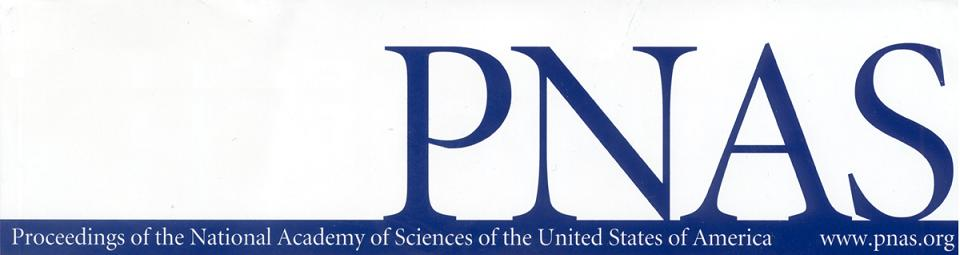 PNAS
Proceedings of the National Academy of Sciences of the United States of America www.pnas.org